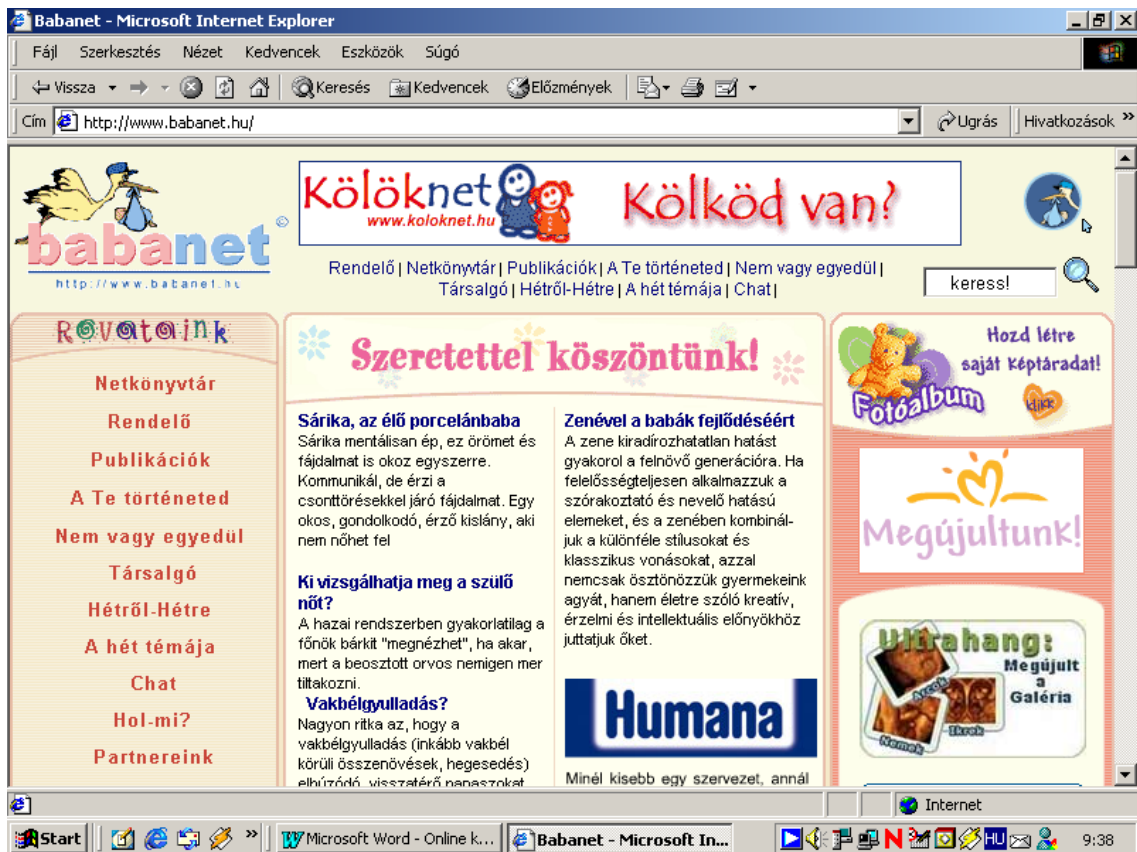 Babanet - Microsoft Internet Explorer
Fájl Szerkesztés Nézet Kedvencek Eszközök Súgó
Vissza Keresés Kedvencek Előzmények
Cím http://www.babanet.hu/ Ugrás Hivatkozások »
babanet ©
http://www.babanet.hu
Kölöknet
www.koloknet.hu
Kölköd van?
Rendelő | Netkönyvtár | Publikációk | A Te történeted | Nem vagy egyedül |
Társalgó | Hétről-Hétre | A hét témája | Chat |
keress!
Rovataink
Netkönyvtár
Rendelő
Publikációk
A Te történeted
Nem vagy egyedül
Társalgó
Hétről-Hétre
A hét témája
Chat
Hol-mi?
Partnereink
Szeretettel köszöntünk!
Sárika, az élő porcelánbaba
Sárika mentálisan ép, ez örömet és
fájdalmat is okoz egyszerre.
Kommunikál, de érzi a
csonttörésekkel járó fájdalmat. Egy
okos, gondolkodó, érző kislány, aki
nem nőhet fel
Ki vizsgálhatja meg a szülő
nőt?
A hazai rendszerben gyakorlatilag a
főnök bárkit "megnézhet", ha akar,
mert a beosztott orvos nemigen mer
tiltakozni.
Vakbélgyulladás?
Nagyon ritka az, hogy a
vakbélgyulladás (inkább vakbél
körüli összenövések, hegesedés)
elhúzódó, visszatérő panaszokat
Zenével a babák fejlődéséért
A zene kiradírozhatatlan hatást
gyakorol a felnövő generációra. Ha
felelősségteljesen alkalmazzuk a
szórakoztató és nevelő hatású
elemeket, és a zenében kombinál-
juk a különféle stílusokat és
klasszikus vonásokat, azzal
nemcsak ösztönözzük gyermekeink
agyát, hanem életre szóló kreatív,
érzelmi és intellektuális előnyökhöz
juttatjuk őket.
Humana
Minél kisebb egy szervezet, annál
Hozd létre
saját képtáradat!
Fotóalbum
klikk
Megújultunk!
Ultrahang:
Megújult
a
Galéria
Arcok
Ikrek
Nemek
Internet
Start » Microsoft Word - Online k... Babanet - Microsoft In... N HU 9:38